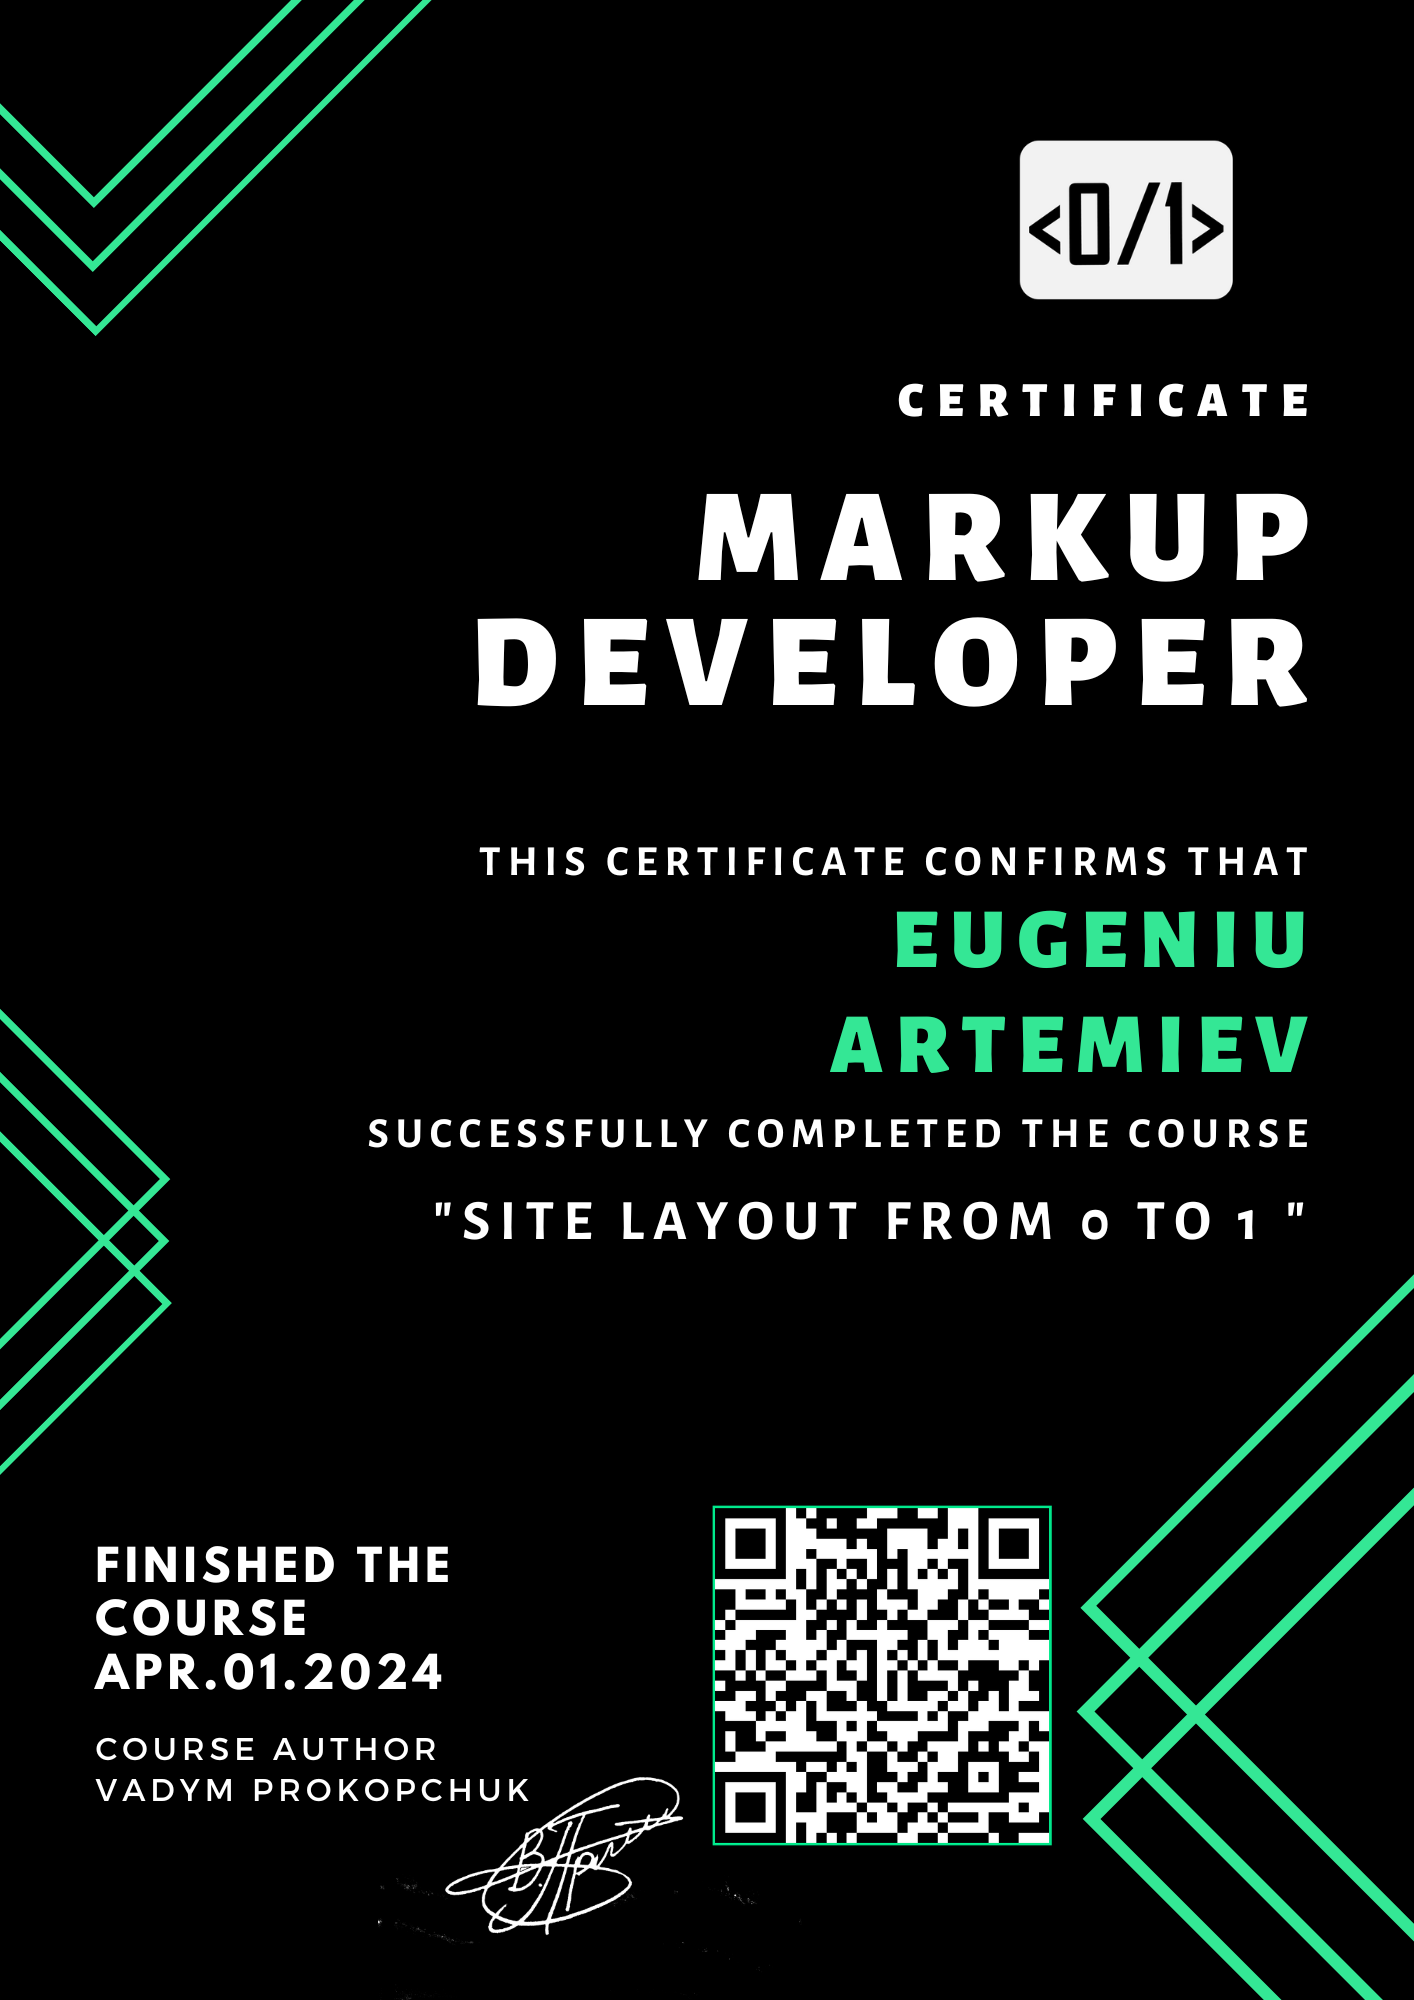 <0/1>
CERTIFICATE
MARKUP
DEVELOPER
THIS CERTIFICATE CONFIRMS THAT
EUGENIU
ARTEMIEV
SUCCESSFULLY COMPLETED THE COURSE
"SITE LAYOUT FROM 0 TO 1 "
FINISHED THE
COURSE
APR.01.2024
COURSE AUTHOR
VADYM PROKOPCHUK